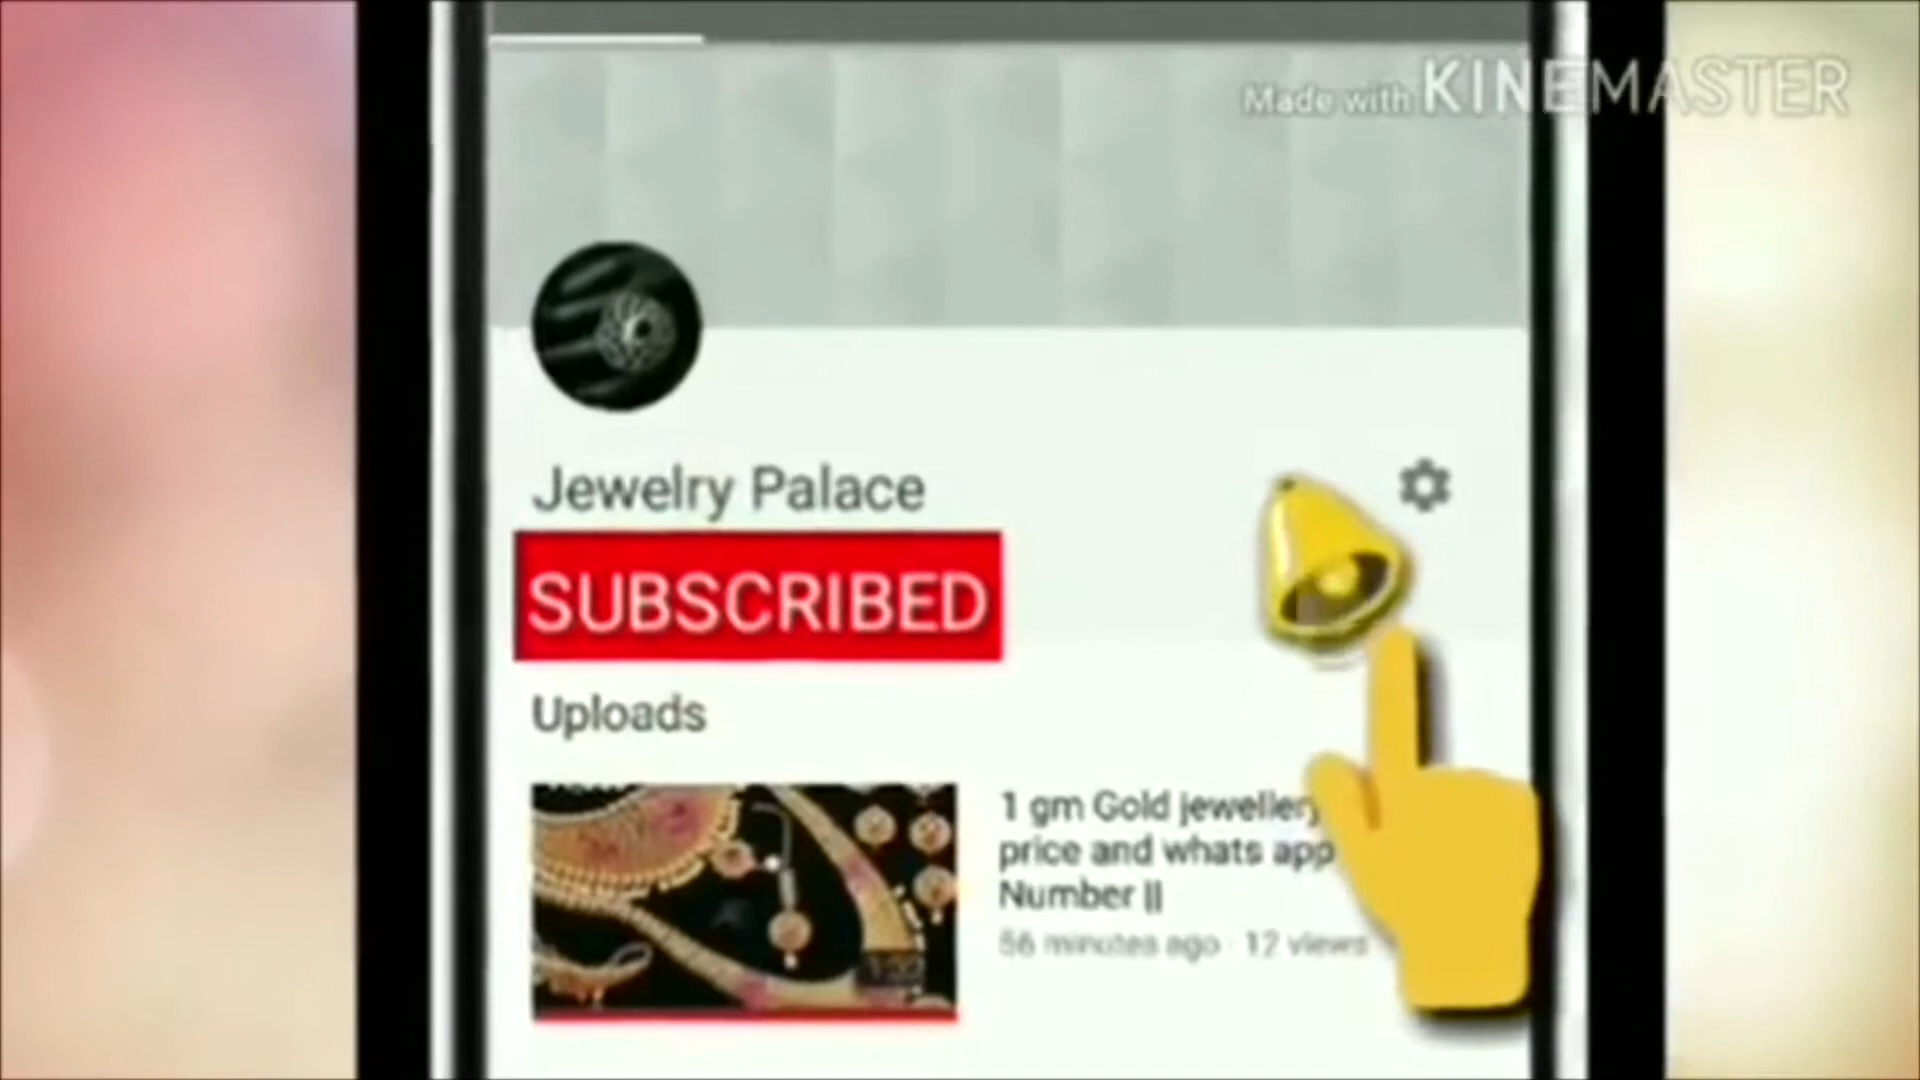 Made with KINEMASTER
Jewelry Palace
SUBSCRIBED
Uploads
1 gm Gold jewellery
price and whats app
Number ||
56 minutes ago · 12 views